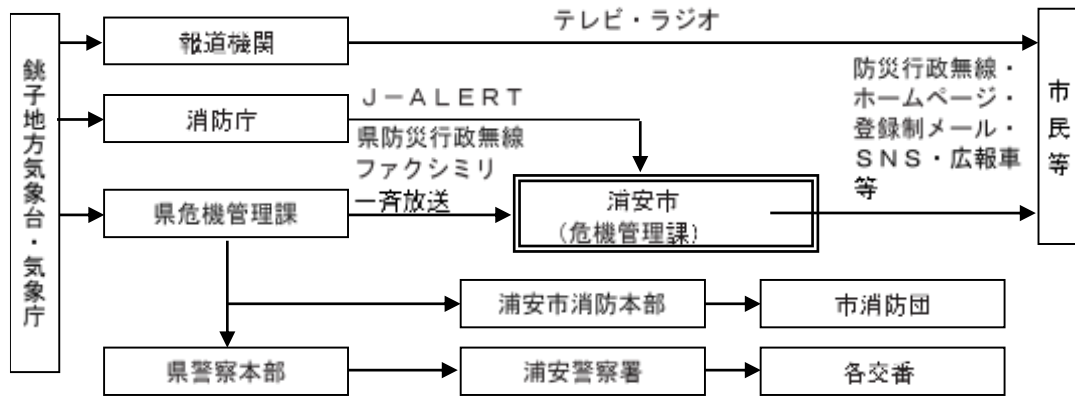 銚子地方気象台・気象庁
報道機関
テレビ・ラジオ
市民等
消防庁
J－ALERT
県防災行政無線
ファクシミリ
一斉放送
県危機管理課
浦安市
(危機管理課)
防災行政無線・
ホームページ・
登録制メール・
SNS・広報車
等
浦安市消防本部
市消防団
県警察本部
浦安警察署
各交番